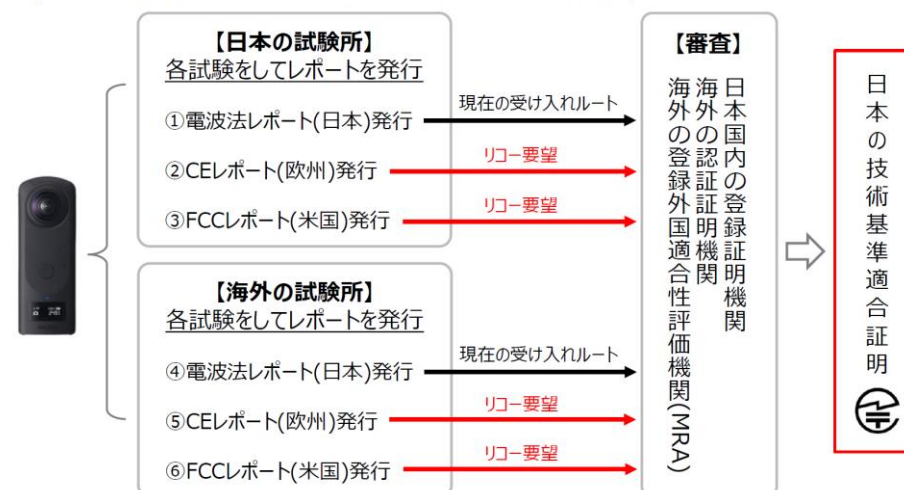 【日本の試験所】
各試験をしてレポートを発行
①電波法レポート(日本)発行
②CEレポート(欧州)発行
③FCCレポート(米国)発行
現在の受け入れルート
リコー要望
リコー要望
【海外の試験所】
各試験をしてレポートを発行
④電波法レポート(日本)発行
⑤CEレポート(欧州)発行
⑥FCCレポート(米国)発行
現在の受け入れルート
リコー要望
リコー要望
【審査】
日本国内の登録証明機関
海外の認証証明機関
海外の登録外国適合性評価機関(MRA)
日本の技術基準適合証明